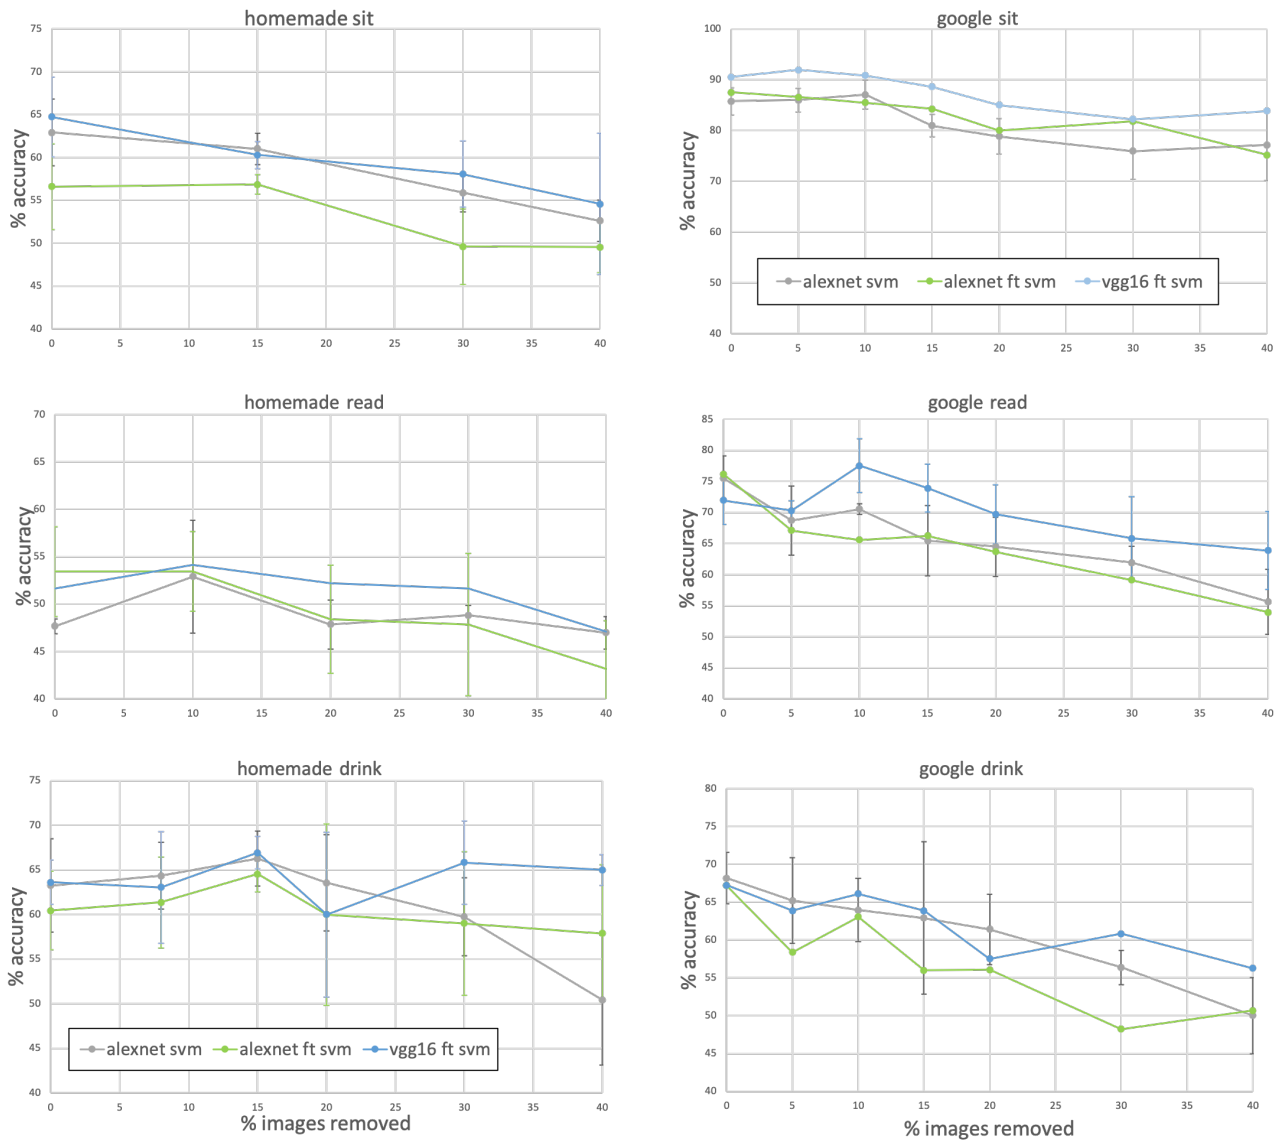 homemade sit
75
70
65
60
55
50
45
40
% accuracy
0 5 10 15 20 25 30 35 40
google sit
100
90
80
70
60
50
40
% accuracy
alexnet svm alexnet ft svm vgg16 ft svm
0 5 10 15 20 25 30 35 40
homemade read
70
65
60
55
50
45
40
% accuracy
0 5 10 15 20 25 30 35 40
google read
85
80
75
70
65
60
55
50
45
40
% accuracy
0 5 10 15 20 25 30 35 40
homemade drink
75
70
65
60
55
50
45
40
% accuracy
alexnet svm alexnet ft svm vgg16 ft svm
0 5 10 15 20 25 30 35 40
% images removed
google drink
80
75
70
65
60
55
50
45
40
% accuracy
0 5 10 15 20 25 30 35 40
% images removed